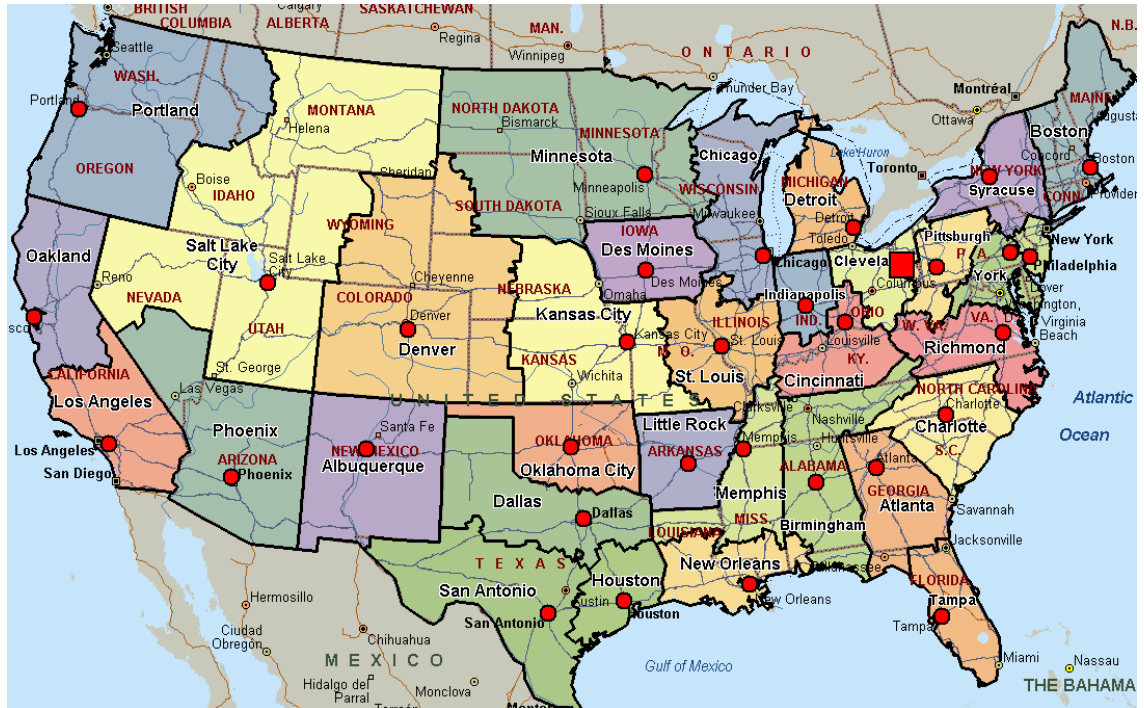 BRITISH
COLUMBIA
Calgary
ALBERTA
SASKATCHEWAN
Regina
MAN.
Winnipeg
ONTARIO
Thunder Bay
N.B.
Montréal
Ottawa
Toronto
Lake Huron
Seattle
WASH.
Portland
Portland
OREGON
MONTANA
Helena
Boise
IDAHO
Sheridan
WYOMING
NORTH DAKOTA
Bismarck
MINNESOTA
Minnesota
Minneapolis
SOUTH DAKOTA
Sioux Falls
Chicago
WISCONSIN
Milwaukee
Chicago
MICHIGAN
Detroit
Detroit
Toledo
MAINE
Augusta
Boston
Concord
Boston
Providen
CONN.
NEW YORK
Syracuse
New York
Philadelphia
Pittsburgh
P.A.
York
Dover
Oakland
Reno
NEVADA
Salt Lake
City
Salt Lake
City
UTAH
St. George
Cheyenne
COLORADO
Denver
Denver
NEBRASKA
Omaha
IOWA
Des Moines
Des Moines
Kansas City
Kansas City
KANSAS
Wichita
M O.
ILLINOIS
St. Louis
St. Louis
Indianapolis
IND.
Clevela
Columbus
OHIO
Cincinnati
Louisville
KY.
W. VA.
VA.
Richmond
Virginia
Beach
sco
CALIFORNIA
Los Angeles
Los Angeles
San Diego
Las Vegas
Phoenix
ARIZONA
Phoenix
Santa Fe
NEW MEXICO
Albuquerque
UNITED STATES
OKLAHOMA
Oklahoma City
Little Rock
ARKANSAS
Clarksville
Nashville
Memphis
Memphis
MISS.
Huntsville
ALABAMA
Birmingham
NORTH CAROLINA
Charlotte
Charlotte
S.C.
Atlanta
GEORGIA
Atlanta
Savannah
Jacksonville
FLORIDA
Tampa
Tampa
Miami
Dallas
Dallas
TEXAS
San Antonio
San Antonio
Austin
Houston
Houston
LOUISIANA
New Orleans
New Orleans
Atlantic
Ocean
Gulf of Mexico
Hermosillo
Ciudad
Obregón
Chihuahua
MEXICO
Hidalgo del
Parral
Monclova
Nassau
THE BAHAMA